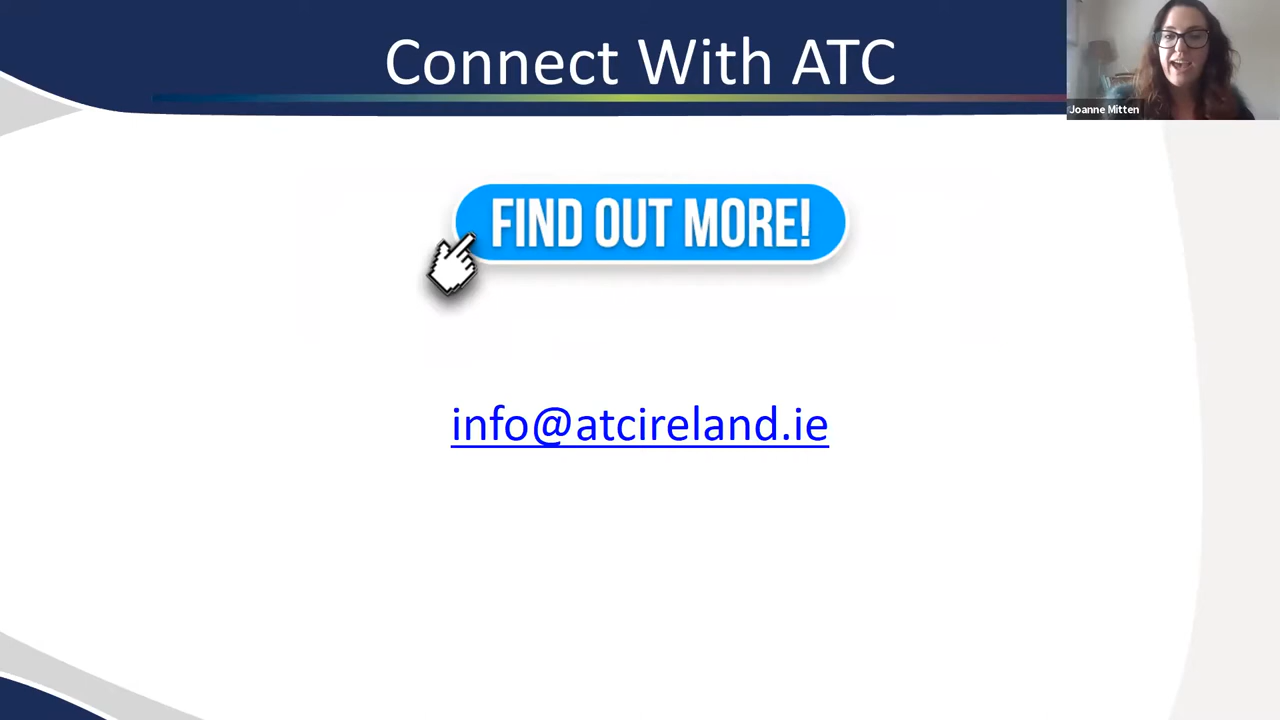 Connect With ATC
Joanne Mitten
FIND OUT MORE!
info@atcireland.ie